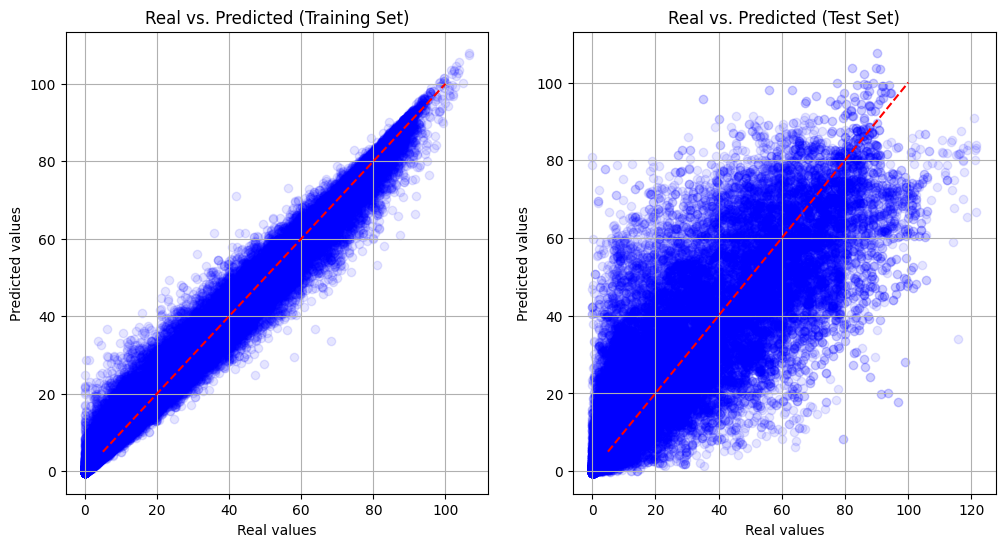 Real vs. Predicted (Training Set)
Predicted values
100
80
60
40
20
0
0 20 40 60 80 100
Real values
Real vs. Predicted (Test Set)
Predicted values
100
80
60
40
20
0
0 20 40 60 80 100 120
Real values